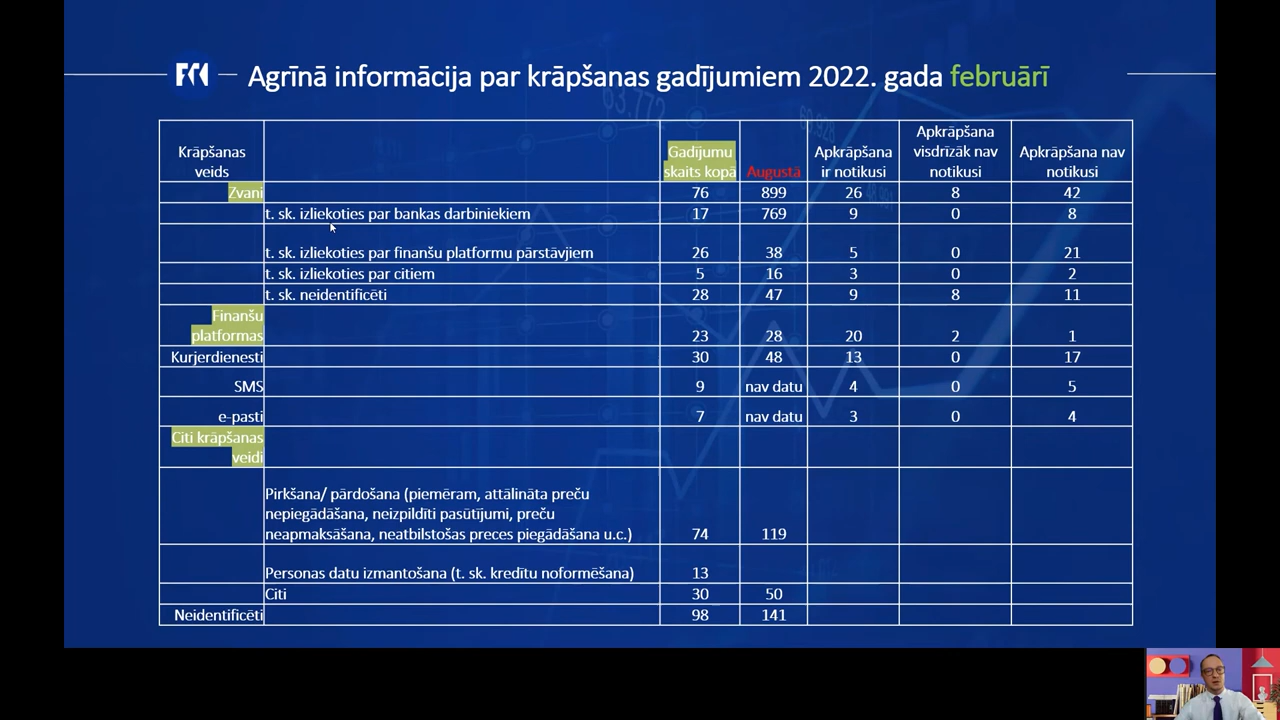 FKTK Agrīnā informācija par krāpšanas gadījumiem 2022. gada februārī
Krāpšanas veids Gadījumu skaits kopā Augustā Apkrāpšana ir notikusi Apkrāpšana visdrīzāk nav notikusi Apkrāpšana nav notikusi
Zvani 76 899 26 8 42
t. sk. izliekoties par bankas darbiniekiem 17 769 9 0 8
t. sk. izliekoties par finanšu platformu pārstāvjiem 26 38 5 0 21
t. sk. izliekoties par citiem 5 16 3 0 2
t. sk. neidentificēti 28 47 9 8 11
Finanšu platformas 23 28 20 2 1
Kurjerdienesti 30 48 13 0 17
SMS 9 nav datu 4 0 5
e-pasti 7 nav datu 3 0 4
Citi krāpšanas veidi
Pirkšana/ pārdošana (piemēram, attālināta preču
nepiegādāšana, neizpildīti pasūtījumi, preču
neapmaksāšana, neatbilstošas preces piegādāšana u.c.) 74 119
Personas datu izmantošana (t. sk. kredītu noformēšana) 13
Citi 30 50
Neidentificēti 98 141